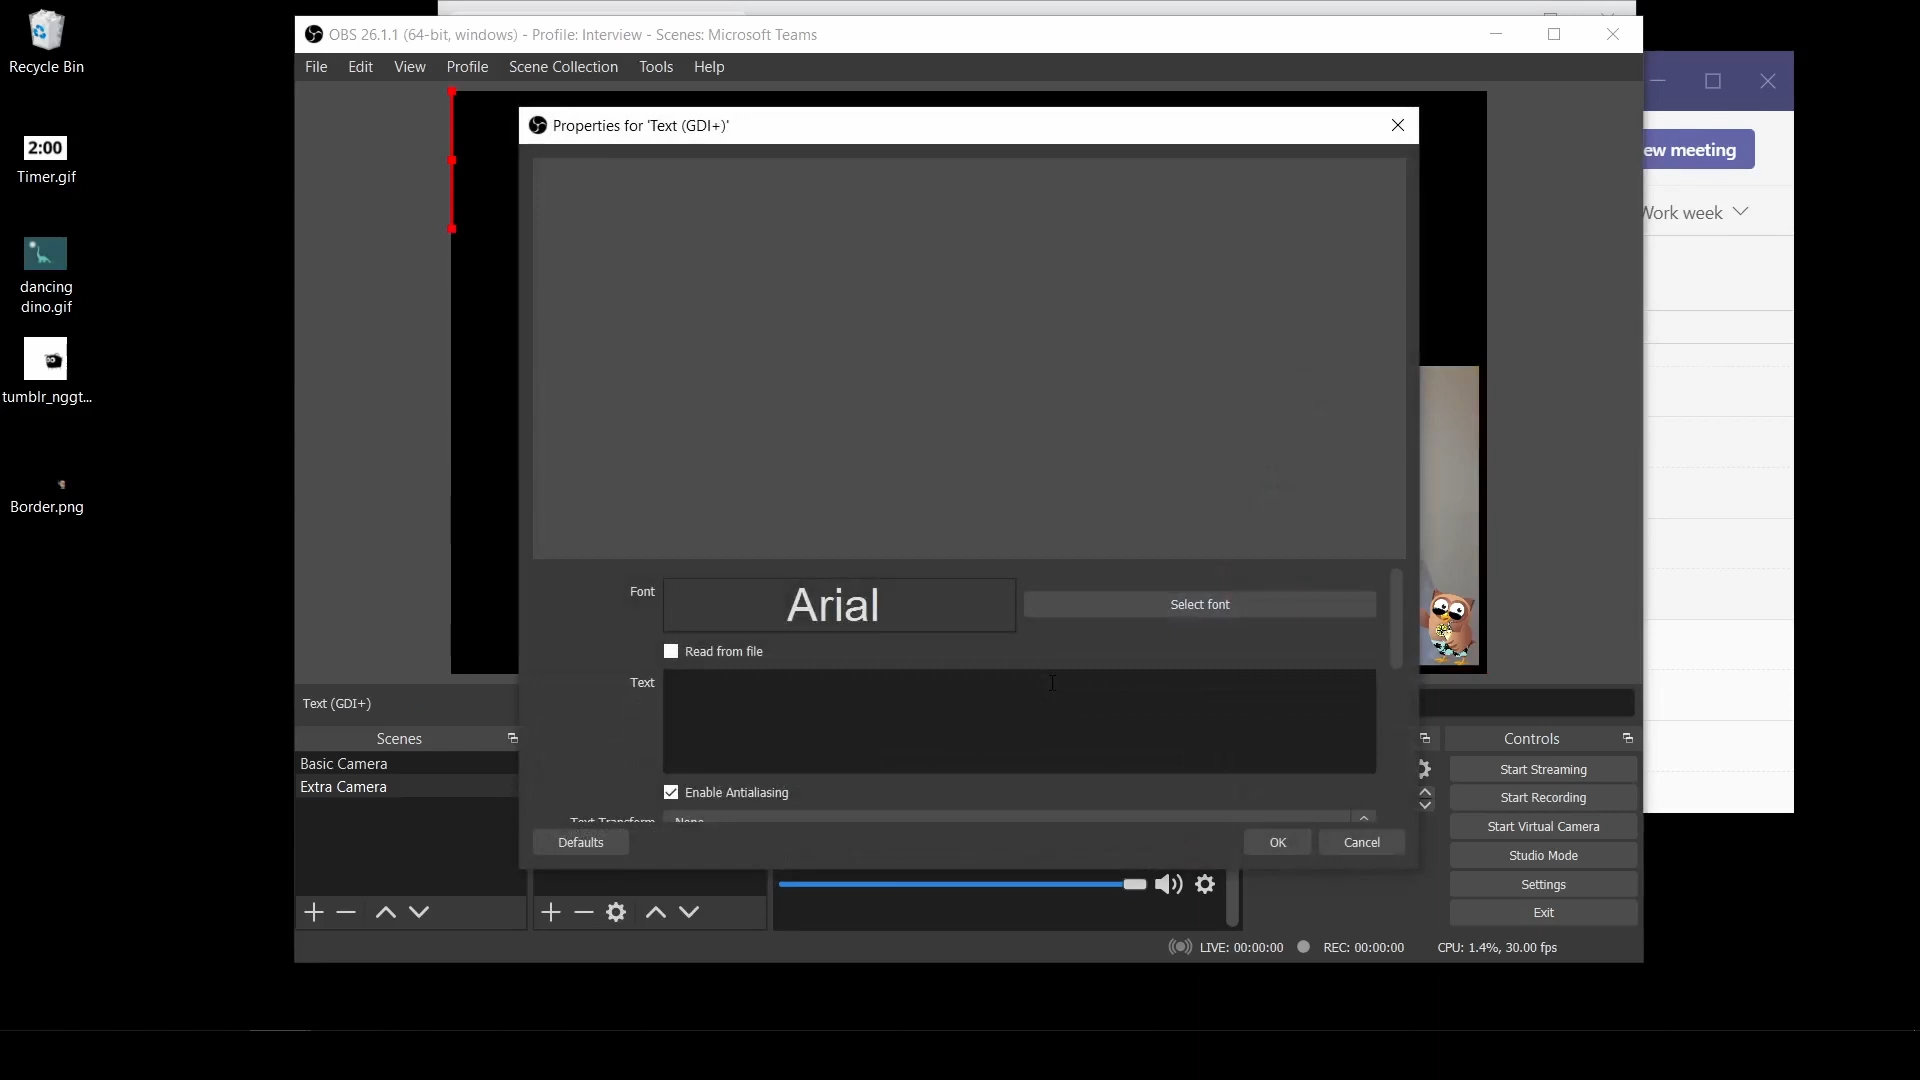 Recycle Bin
2:00
Timer.gif
dancing
dino.gif
tumblr_nggt...
Border.png
OBS 26.1.1 (64-bit, windows) - Profile: Interview - Scenes: Microsoft Teams
File Edit View Profile Scene Collection Tools Help
Properties for 'Text (GDI+)'
ew meeting
Work week
Font
Arial
Select font
Read from file
Text
Enable Antialiasing
Text Transform
None
Defaults
OK
Cancel
Text (GDI+)
Scenes
Basic Camera
Extra Camera
Controls
Start Streaming
Start Recording
Start Virtual Camera
Studio Mode
Settings
Exit
LIVE: 00:00:00
REC: 00:00:00
CPU: 1.4%, 30.00 fps